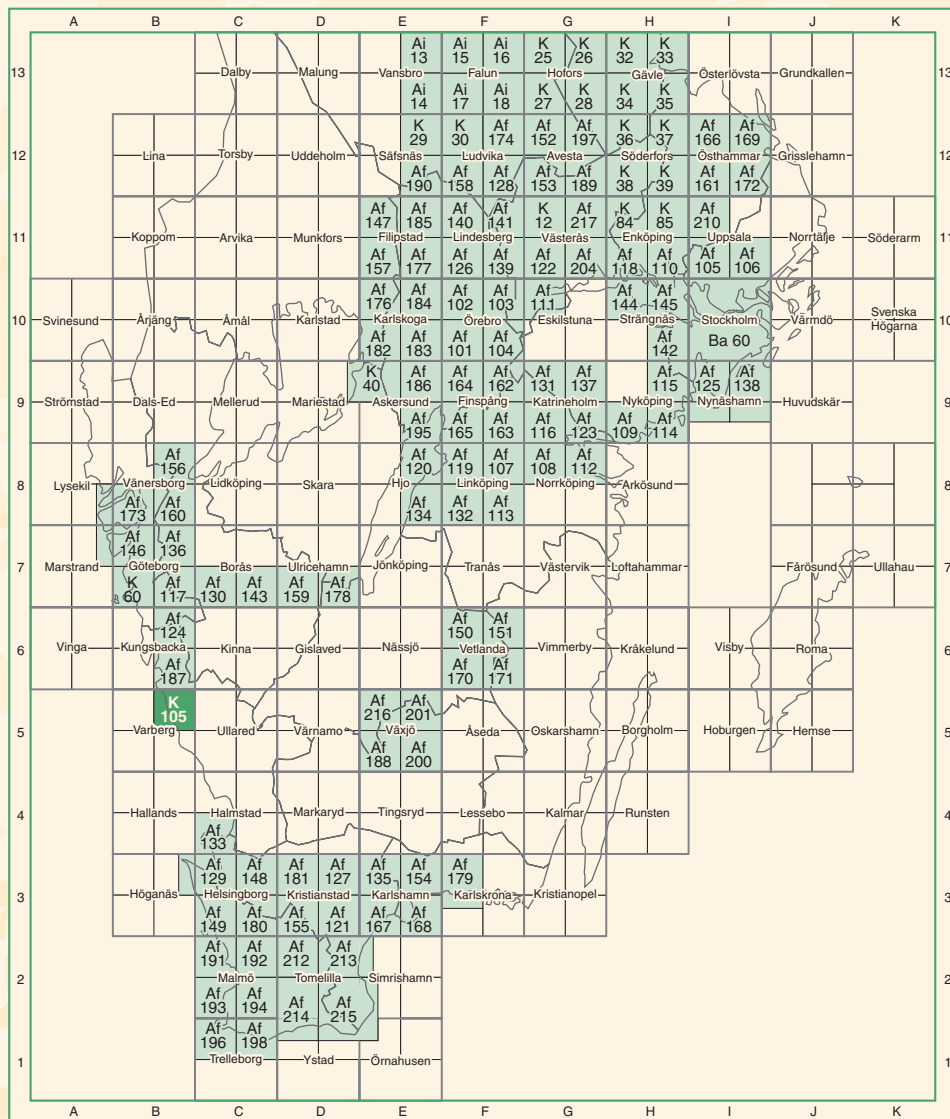 A B C D E F G H I J K
Ai Ai Ai K K K K
13 15 16 25 26 32 33
13 Dalby Malung Vansbro Falun Hofors Gävle Österlövsta Grundkallen 13
Ai Ai Ai K K K K
14 17 18 27 28 34 35
K K Af Af Af K K Af Af
29 30 174 152 197 36 37 166 169
12 Lina Torsby Uddeholm Säfsnäs Ludvika Avesta Söderfors Östhammar Grisslehamn 12
Af Af Af Af Af K K Af Af
190 158 128 153 189 38 39 161 172
Af Af Af Af K Af K K Af
147 185 140 141 12 217 84 85 210
11 Koppom Arvika Munkfors Filipstad Lindesberg Västerås Enköping Uppsala Norrtälje Söderarm 11
Af Af Af Af Af Af Af Af Af Af
157 177 126 139 122 204 118 110 105 106
Af Af Af Af Af Af Af
176 184 102 103 111 144 145
10 Svinesund Årjäng Åmål Karlstad Karlskoga Örebro Eskilstuna Strängnäs Stockholm Värmdö Svenska Högarna 10
Af Af Af Af Af Ba 60
182 183 101 104 142
K Af Af Af Af Af Af Af Af
40 186 164 162 131 137 115 125 138
9 Strömstad Dals-Ed Mellerud Mariestad Askersund Finspång Katrineholm Nyköping Nynäshamn Huvudskär 9
Af Af Af Af Af Af Af
195 165 163 116 123 109 114
Af Af Af Af Af Af
156 120 119 107 108 112
8 Lysekil Vänersborg Lidköping Skara Hjo Linköping Norrköping Arkösund 8
Af Af Af Af Af
173 160 134 132 113
Af Af
146 136
7 Marstrand Göteborg Borås Ulricehamn Jönköping Tranås Västervik Loftahammar Fårösund Ullahau 7
K Af Af Af Af Af
60 117 130 143 159 178
Af Af Af
124 150 151
6 Vinga Kungsbacka Kinna Gislaved Nässjö Vetlanda Vimmerby Kråkelund Visby Roma 6
Af Af Af
187 170 171
K Af Af
105 216 201
5 Varberg Ullared Värnamo Växjö Åseda Oskarshamn Borgholm Hoburgen Hemse 5
Af Af
188 200
4 Hallands Halmstad Markaryd Tingsryd Lessebo Kalmar Runsten 4
Af
133
Af Af Af Af Af Af Af
129 148 181 127 135 154 179
3 Höganäs Helsingborg Kristianstad Karlshamn Karlskrona Kristianopel 3
Af Af Af Af Af Af
149 180 155 121 167 168
Af Af Af Af
191 192 212 213
2 Malmö Tomelilla Simrishamn 2
Af Af Af Af
193 194 214 215
Af Af
196 198
1 Trelleborg Ystad Örnahusen 1
A B C D E F G H I J K